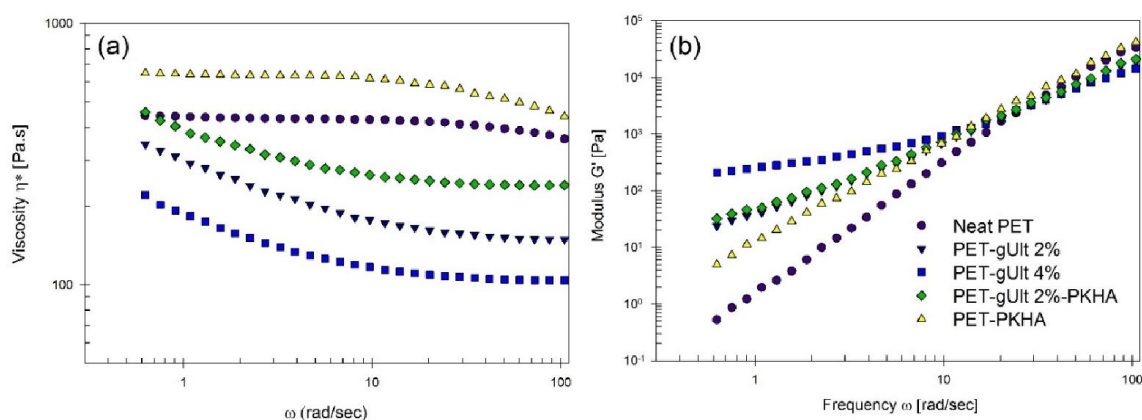 (a)
1000
100
Viscosity η* [Pa.s]
1
10
100
ω (rad/sec)
(b)
10⁵
10⁴
10³
10²
10¹
10⁰
10⁻¹
Modulus G' [Pa]
Neat PET
PET-gUlt 2%
PET-gUlt 4%
PET-gUlt 2%-PKHA
PET-PKHA
1
10
100
Frequency ω [rad/sec]